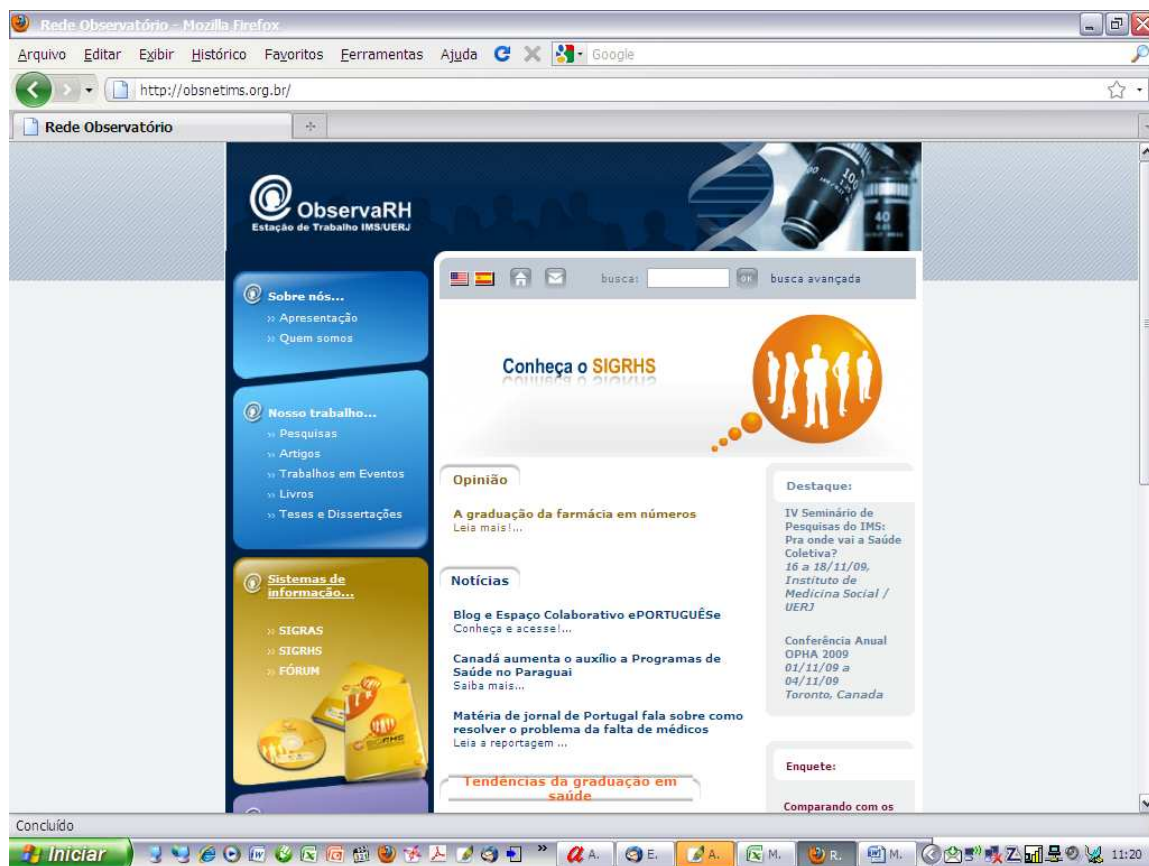 Rede Observatório - Mozilla Firefox
Arquivo Editar Exibir Histórico Favoritos Ferramentas Ajuda Google
http://obsnetims.org.br/
Rede Observatório
ObservaRH
Estação de Trabalho IMS/UERJ
busca: OK busca avançada
Sobre nós...
Apresentação
Quem somos
Nosso trabalho...
Pesquisas
Artigos
Trabalhos em Eventos
Livros
Teses e Dissertações
Sistemas de
informação...
SIGRAS
SIGRHS
FÓRUM
Conheça o SIGRHS
Opinião
A graduação da farmácia em números
Leia mais!...
Notícias
Blog e Espaço Colaborativo ePORTUGUÊSe
Conheça e acesse!...
Canadá aumenta o auxílio a Programas de
Saúde no Paraguai
Saiba mais...
Matéria de jornal de Portugal fala sobre como
resolver o problema da falta de médicos
Leia a reportagem ...
Tendências da graduação em
saúde
Destaque:
IV Seminário de
Pesquisas do IMS:
Pra onde vai a Saúde
Coletiva?
16 a 18/11/09,
Instituto de
Medicina Social /
UERJ
Conferência Anual
OPHA 2009
01/11/09 a
04/11/09
Toronto, Canada
Enquete:
Comparando com os
Concluído
Iniciar A. E. A. M. R. M. 11:20